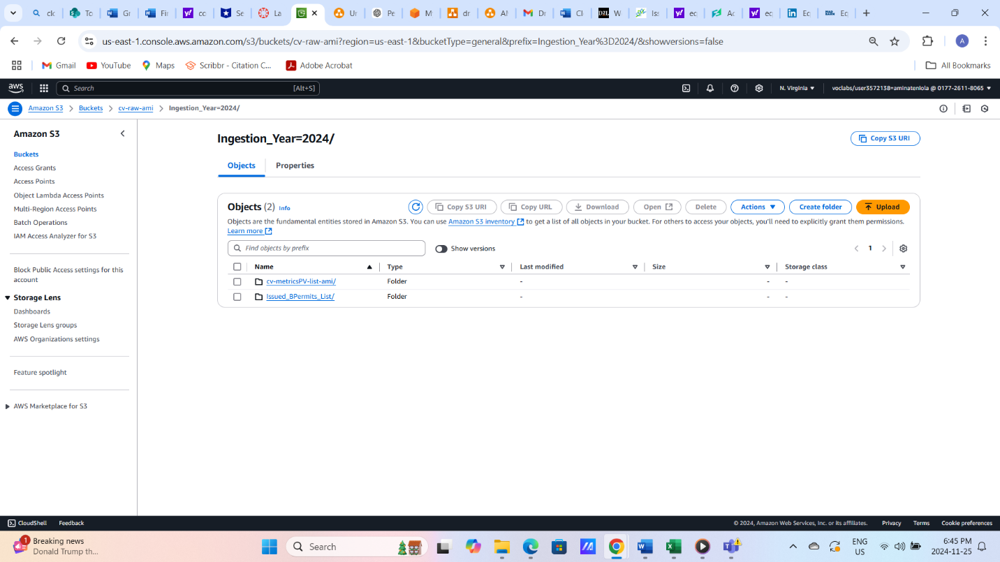 ck
To
Gr
Fir
co
Se
La
Ur
Pe
M
dr
Al
Dr
Cl
W
Iss
ec
Ac
ec
Ec
Ec
us-east-1.console.aws.amazon.com/s3/buckets/cv-raw-ami?region=us-east-1&bucketType=general&prefix=Ingestion_Year%3D2024/&showversions=false
A
Gmail YouTube Maps Scribbr - Citation C... Adobe Acrobat All Bookmarks
aws Search [Alt+S] N. Virginia voclabs/user3572138=aminateniola @ 0177-2611-8065
Amazon S3 Buckets cv-raw-ami Ingestion_Year=2024/
Amazon S3
Buckets
Access Grants
Access Points
Object Lambda Access Points
Multi-Region Access Points
Batch Operations
IAM Access Analyzer for S3
Block Public Access settings for this
account
Storage Lens
Dashboards
Storage Lens groups
AWS Organizations settings
Feature spotlight
AWS Marketplace for S3
Ingestion_Year=2024/
Copy S3 URI
Objects Properties
Objects (2) Info
Copy S3 URI Copy URL Download Open Delete Actions Create folder Upload
Objects are the fundamental entities stored in Amazon S3. You can use Amazon S3 inventory to get a list of all objects in your bucket. For others to access your objects, you'll need to explicitly grant them permissions.
Learn more
Find objects by prefix Show versions 1
Name Type Last modified Size Storage class
cv-metricsPV-list-ami/ Folder - - -
Issued_BPermits_List/ Folder - - -
CloudShell Feedback © 2024, Amazon Web Services, Inc. or its affiliates. Privacy Terms Cookie preferences
1 Breaking news
Donald Trump th...
Search
ENG
US
6:45 PM
2024-11-25